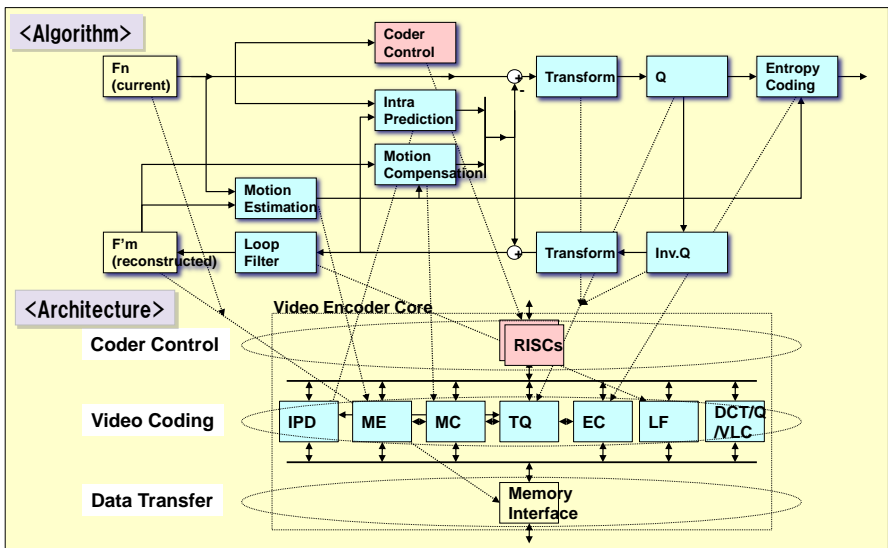 <Algorithm>
Coder
Control
Fn
(current)
+
-
Transform
Q
Entropy
Coding
Intra
Prediction
Motion
Compensation
Motion
Estimation
F'm
(reconstructed)
Loop
Filter
+
Transform
Inv.Q
<Architecture>
Video Encoder Core
Coder Control
RISCs
Video Coding
IPD
ME
MC
TQ
EC
LF
DCT/Q
/VLC
Data Transfer
Memory
Interface